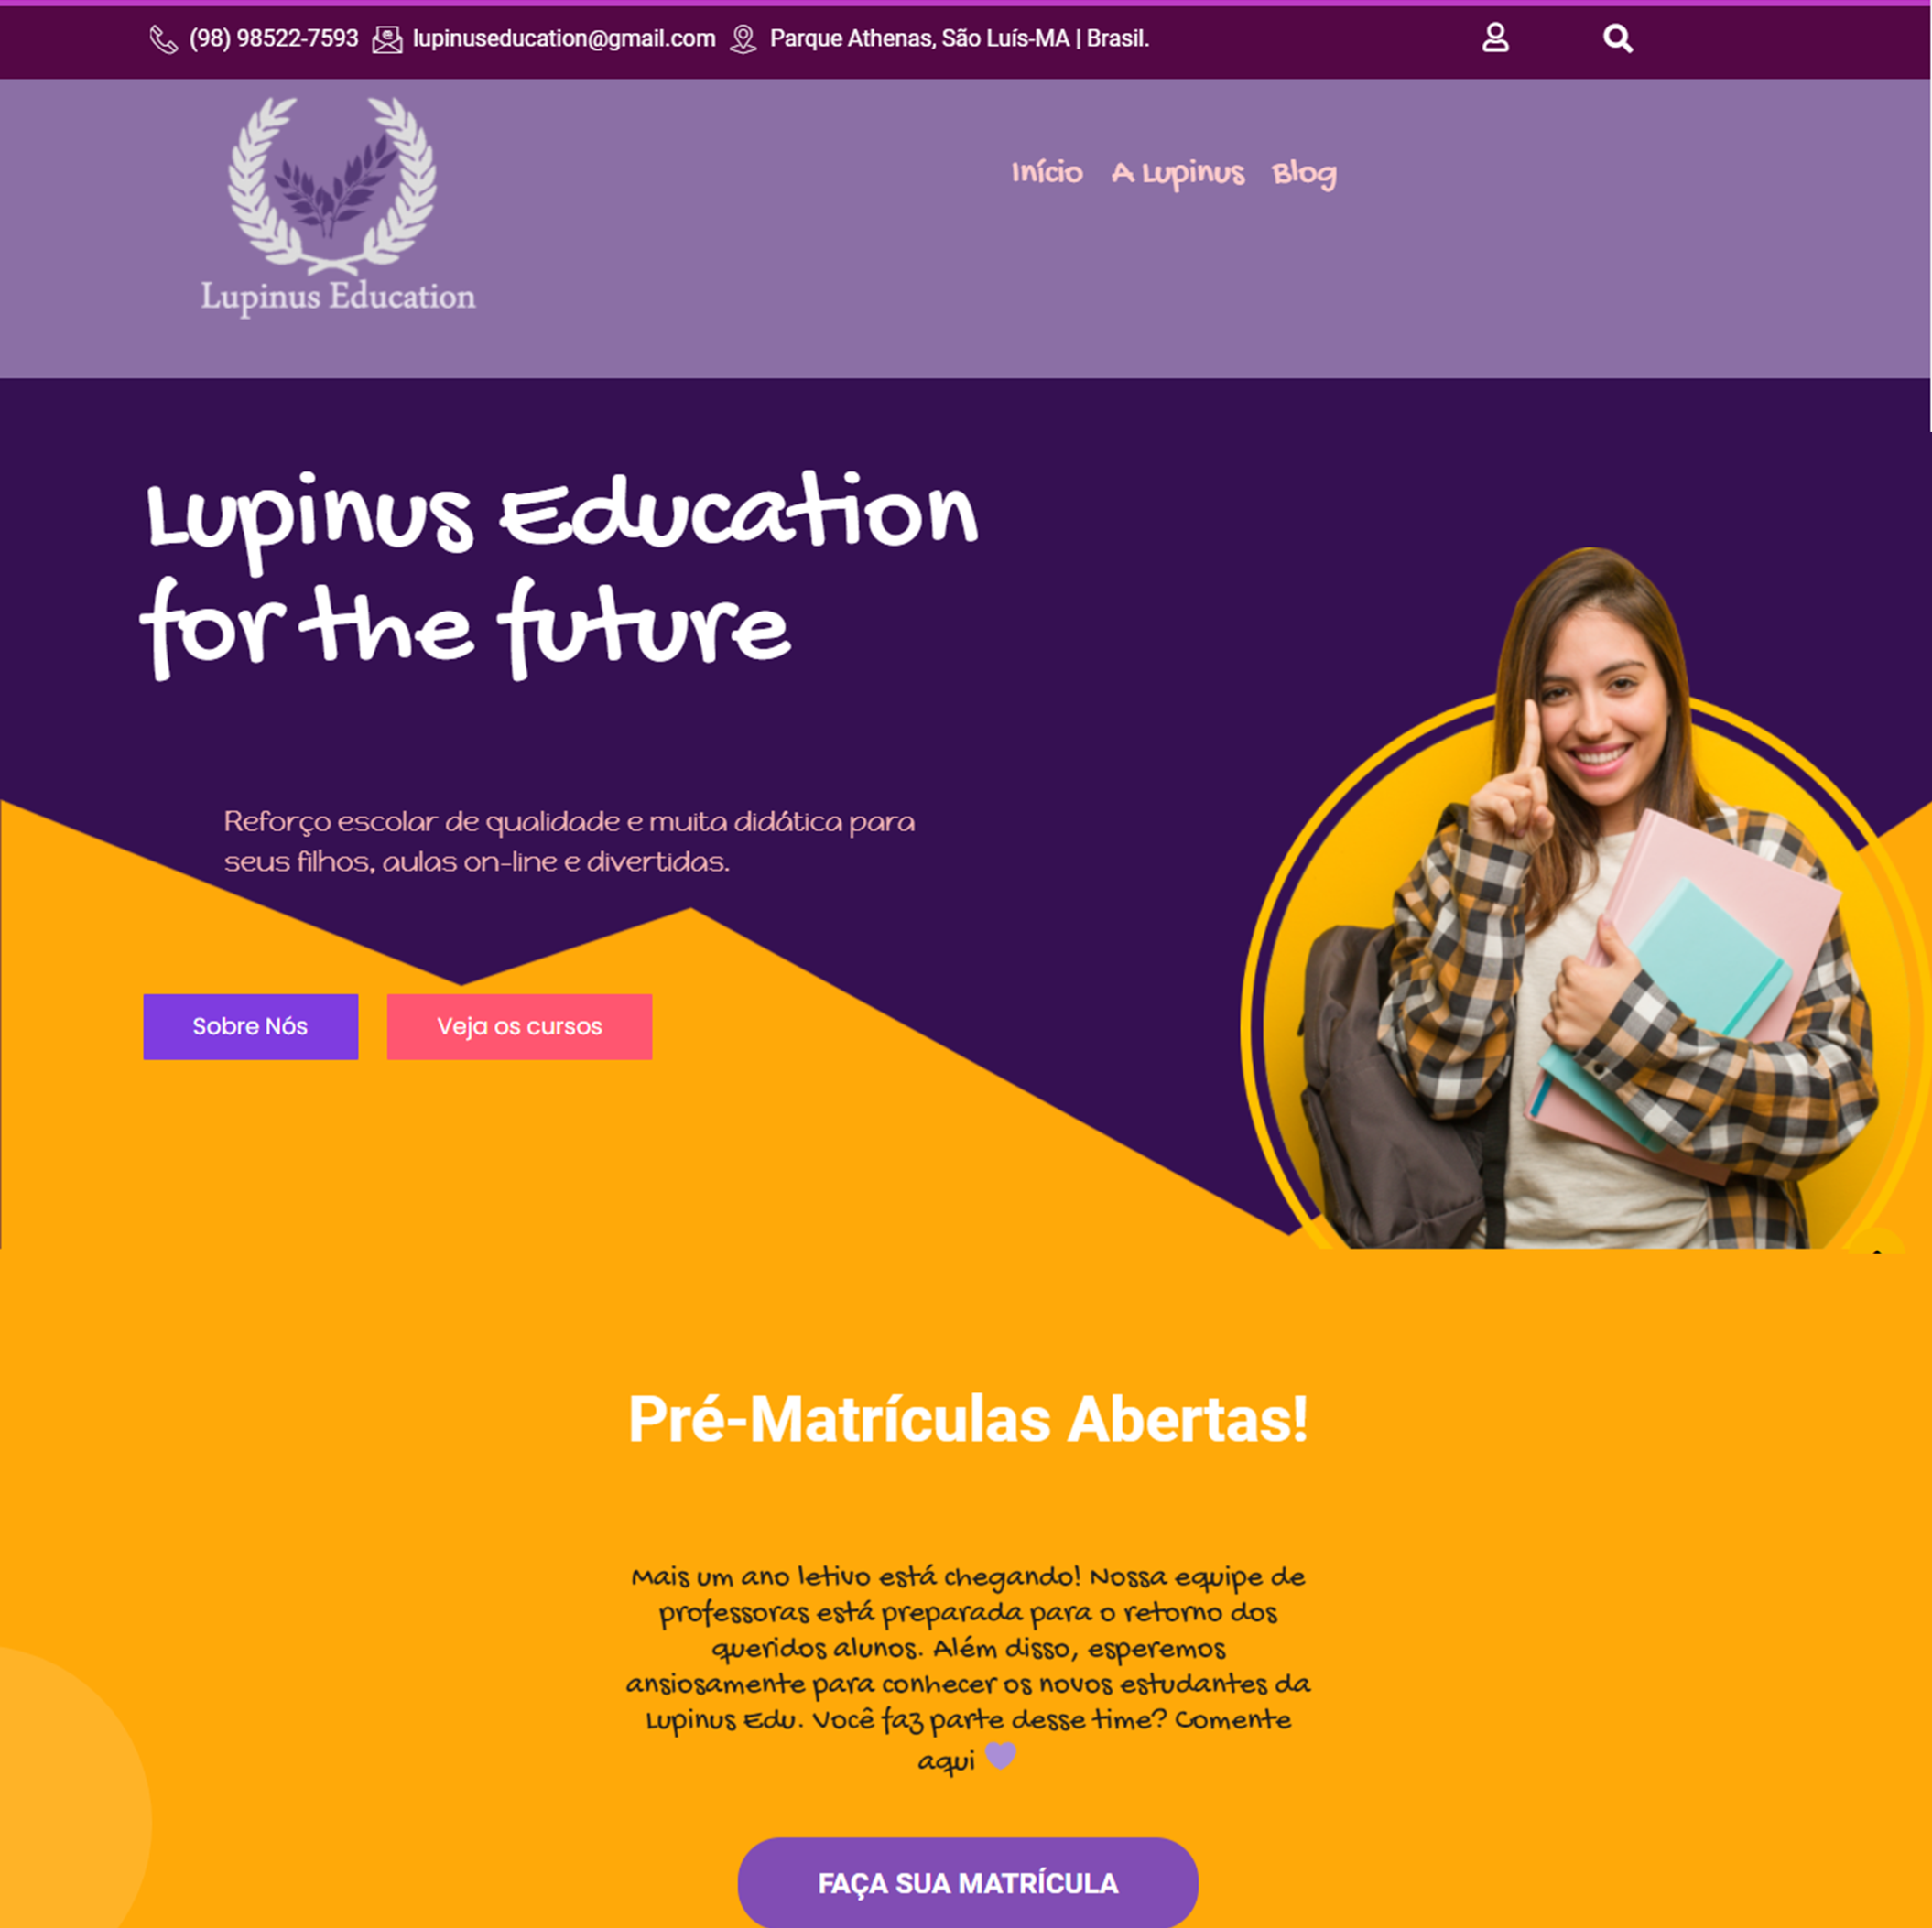 (98) 98522-7593 lupinuseducation@gmail.com Parque Athenas, São Luís-MA | Brasil.
Lupinus Education
Início A Lupinus Blog
Lupinus Education
for the future
Reforço escolar de qualidade e muita didática para
seus filhos, aulas on-line e divertidas.
Sobre Nós Veja os cursos
Pré-Matrículas Abertas!
Mais um ano letivo está chegando! Nossa equipe de
professoras está preparada para o retorno dos
queridos alunos. Além disso, esperemos
ansiosamente para conhecer os novos estudantes da
Lupinus Edu. Você faz parte desse time? Comente
aqui 💜
FAÇA SUA MATRÍCULA